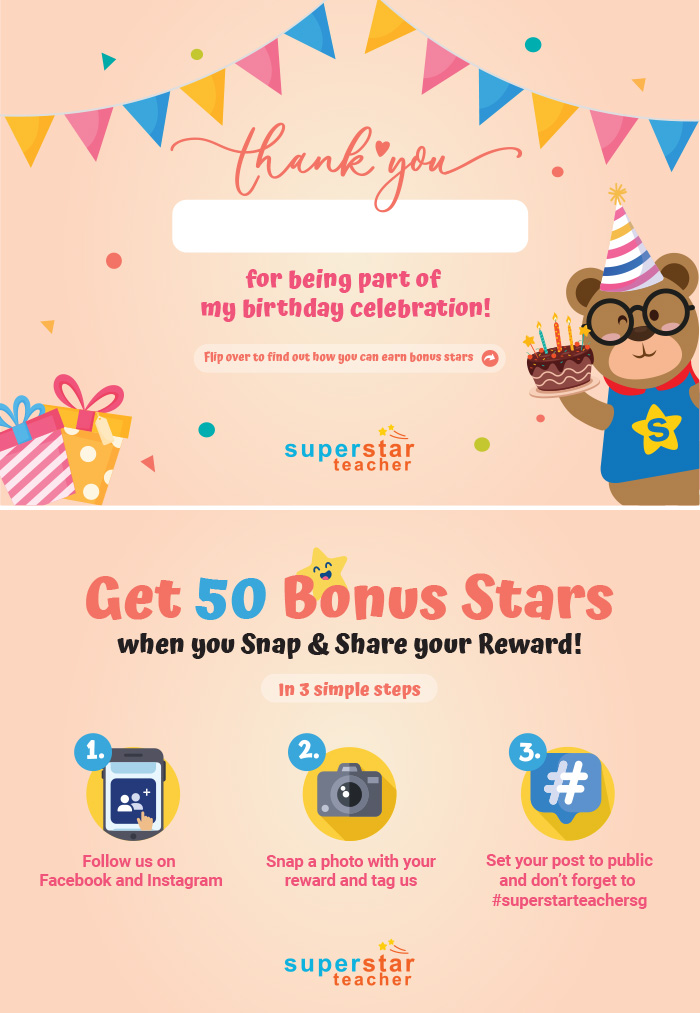 thank you
for being part of
my birthday celebration!
Flip over to find out how you can earn bonus stars
S
superstar
teacher
Get 50 Bonus Stars
when you Snap & Share your Reward!
In 3 simple steps
1.
2.
3.
#
Follow us on
Facebook and Instagram
Snap a photo with your
reward and tag us
Set your post to public
and don’t forget to
#superstarteachersg
superstar
teacher